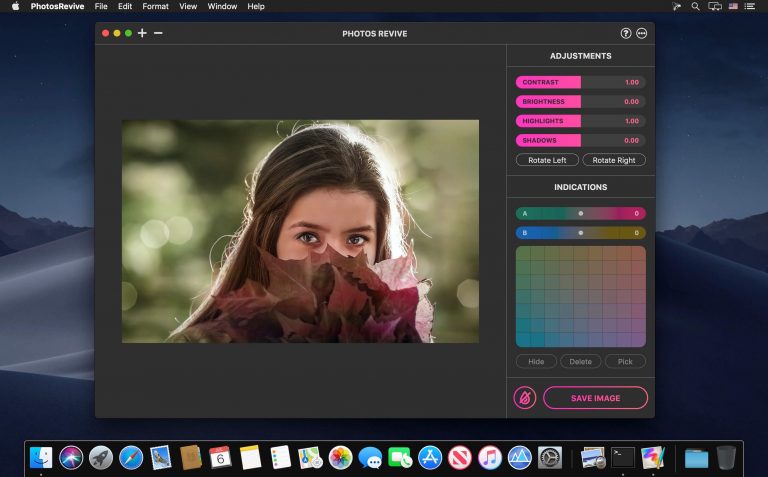 PhotosRevive File Edit Format View Window Help
PHOTOS REVIVE
?
ADJUSTMENTS
CONTRAST 1.00
BRIGHTNESS 0.00
HIGHLIGHTS 1.00
SHADOWS 0.00
Rotate Left Rotate Right
INDICATIONS
A 0
B 0
Hide Delete Pick
SAVE IMAGE
6